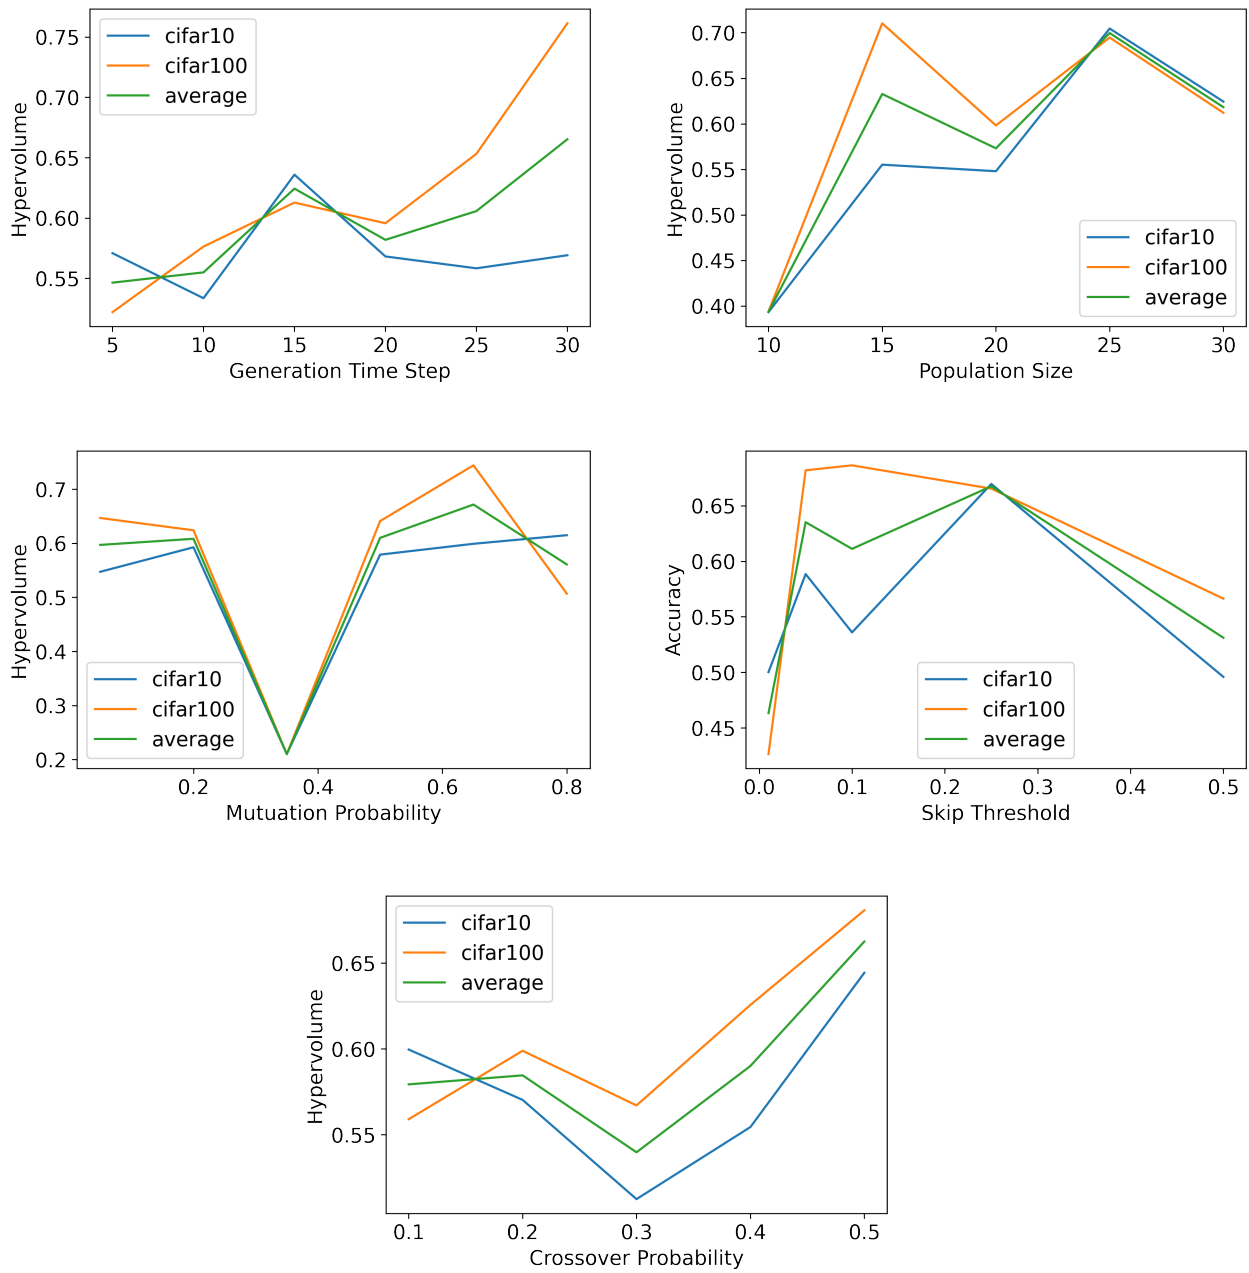 0.75
0.70
0.65
0.60
0.55
Hypervolume
cifar10
cifar100
average
5 10 15 20 25 30
Generation Time Step
0.70
0.65
0.60
0.55
0.50
0.45
0.40
Hypervolume
cifar10
cifar100
average
10 15 20 25 30
Population Size
0.7
0.6
0.5
0.4
0.3
0.2
Hypervolume
cifar10
cifar100
average
0.2 0.4 0.6 0.8
Mutuation Probability
0.65
0.60
0.55
0.50
0.45
Accuracy
cifar10
cifar100
average
0.0 0.1 0.2 0.3 0.4 0.5
Skip Threshold
0.65
0.60
0.55
Hypervolume
cifar10
cifar100
average
0.1 0.2 0.3 0.4 0.5
Crossover Probability